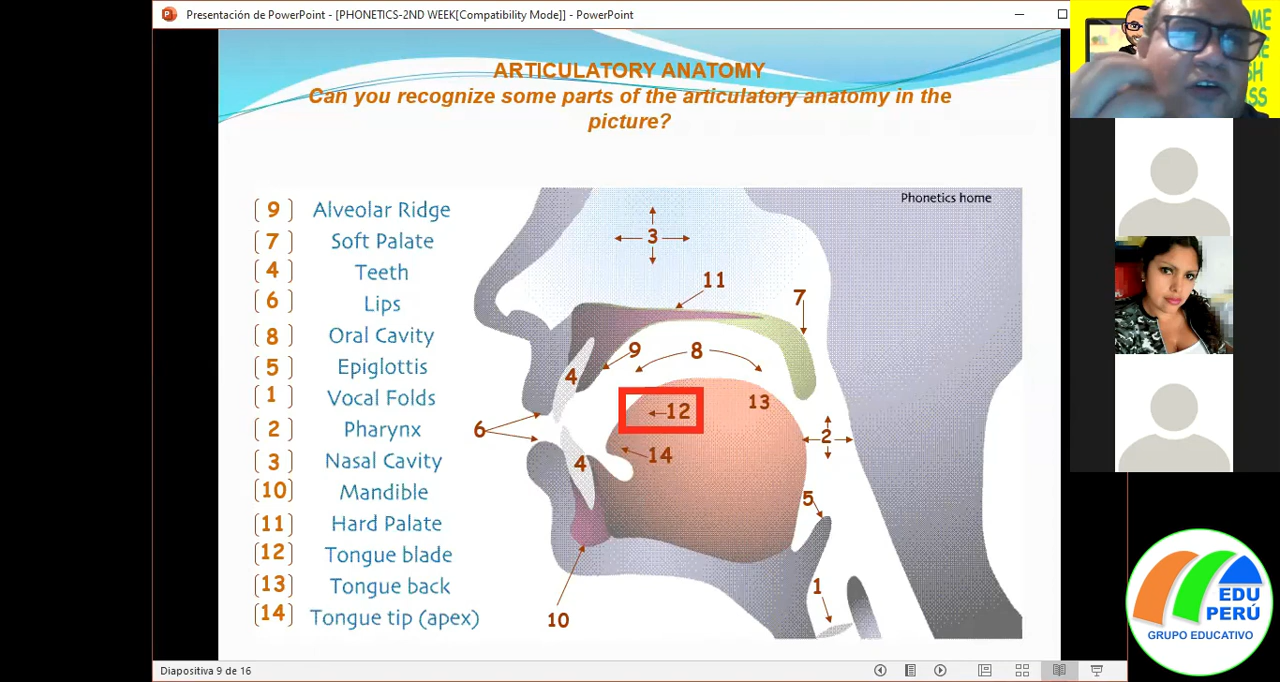 Presentación de PowerPoint - [PHONETICS-2ND WEEK[Compatibility Mode]] - PowerPoint
ARTICULATORY ANATOMY
Can you recognize some parts of the articulatory anatomy in the
picture?
Phonetics home
(9) Alveolar Ridge
(7) Soft Palate
(4) Teeth
(6) Lips
(8) Oral Cavity
(5) Epiglottis
(1) Vocal Folds
(2) Pharynx
(3) Nasal Cavity
(10) Mandible
(11) Hard Palate
(12) Tongue blade
(13) Tongue back
(14) Tongue tip (apex)
3
11
7
9
8
4
13
12
6
2
14
4
5
1
10
ME
SE
SH
SS
EDU
PERÚ
GRUPO EDUCATIVO
Diapositiva 9 de 16